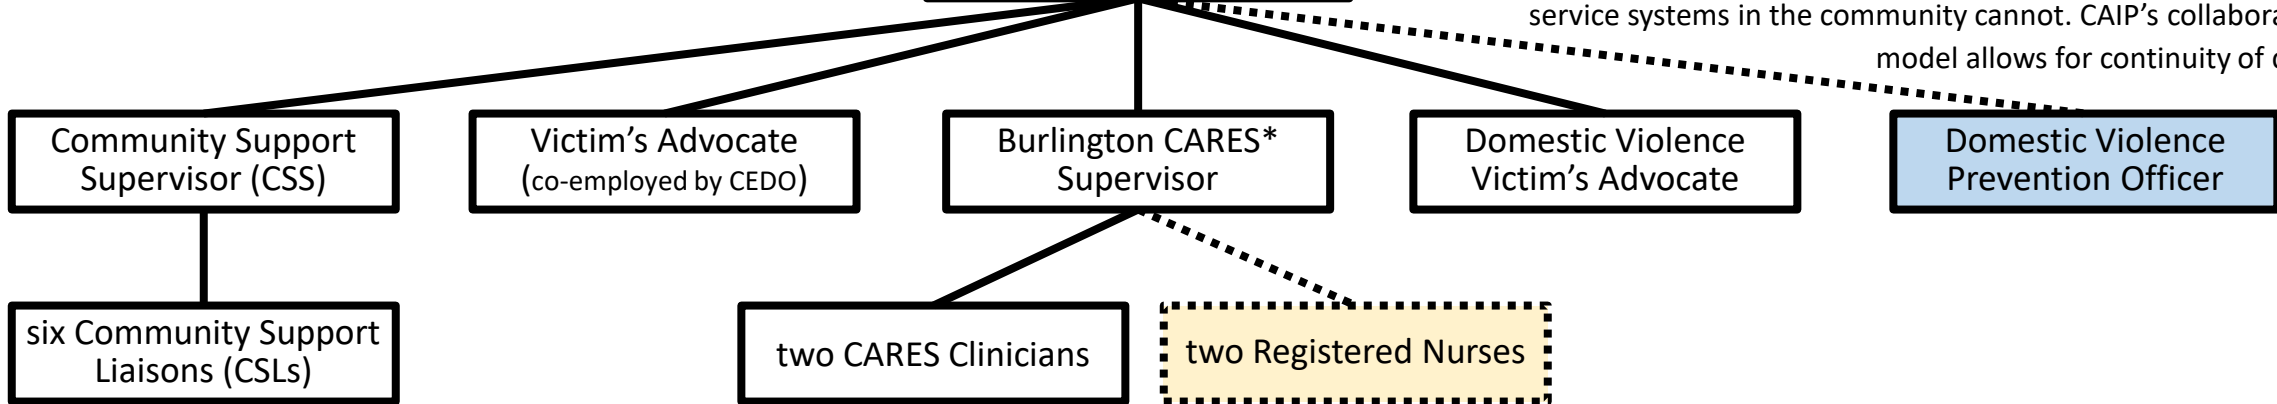 service systems in the community cannot. CAIP's
model allows for continuity of
Community Support
Supervisor (CSS)
Victim's Advocate
(co-employed by CEDO)
Burlington CARES*
Supervisor
Domestic Violence
Victim's Advocate
Domestic Violence
Prevention Officer
six Community Support
Liaisons (CSLs)
two CARES Clinicians
two Registered Nurses